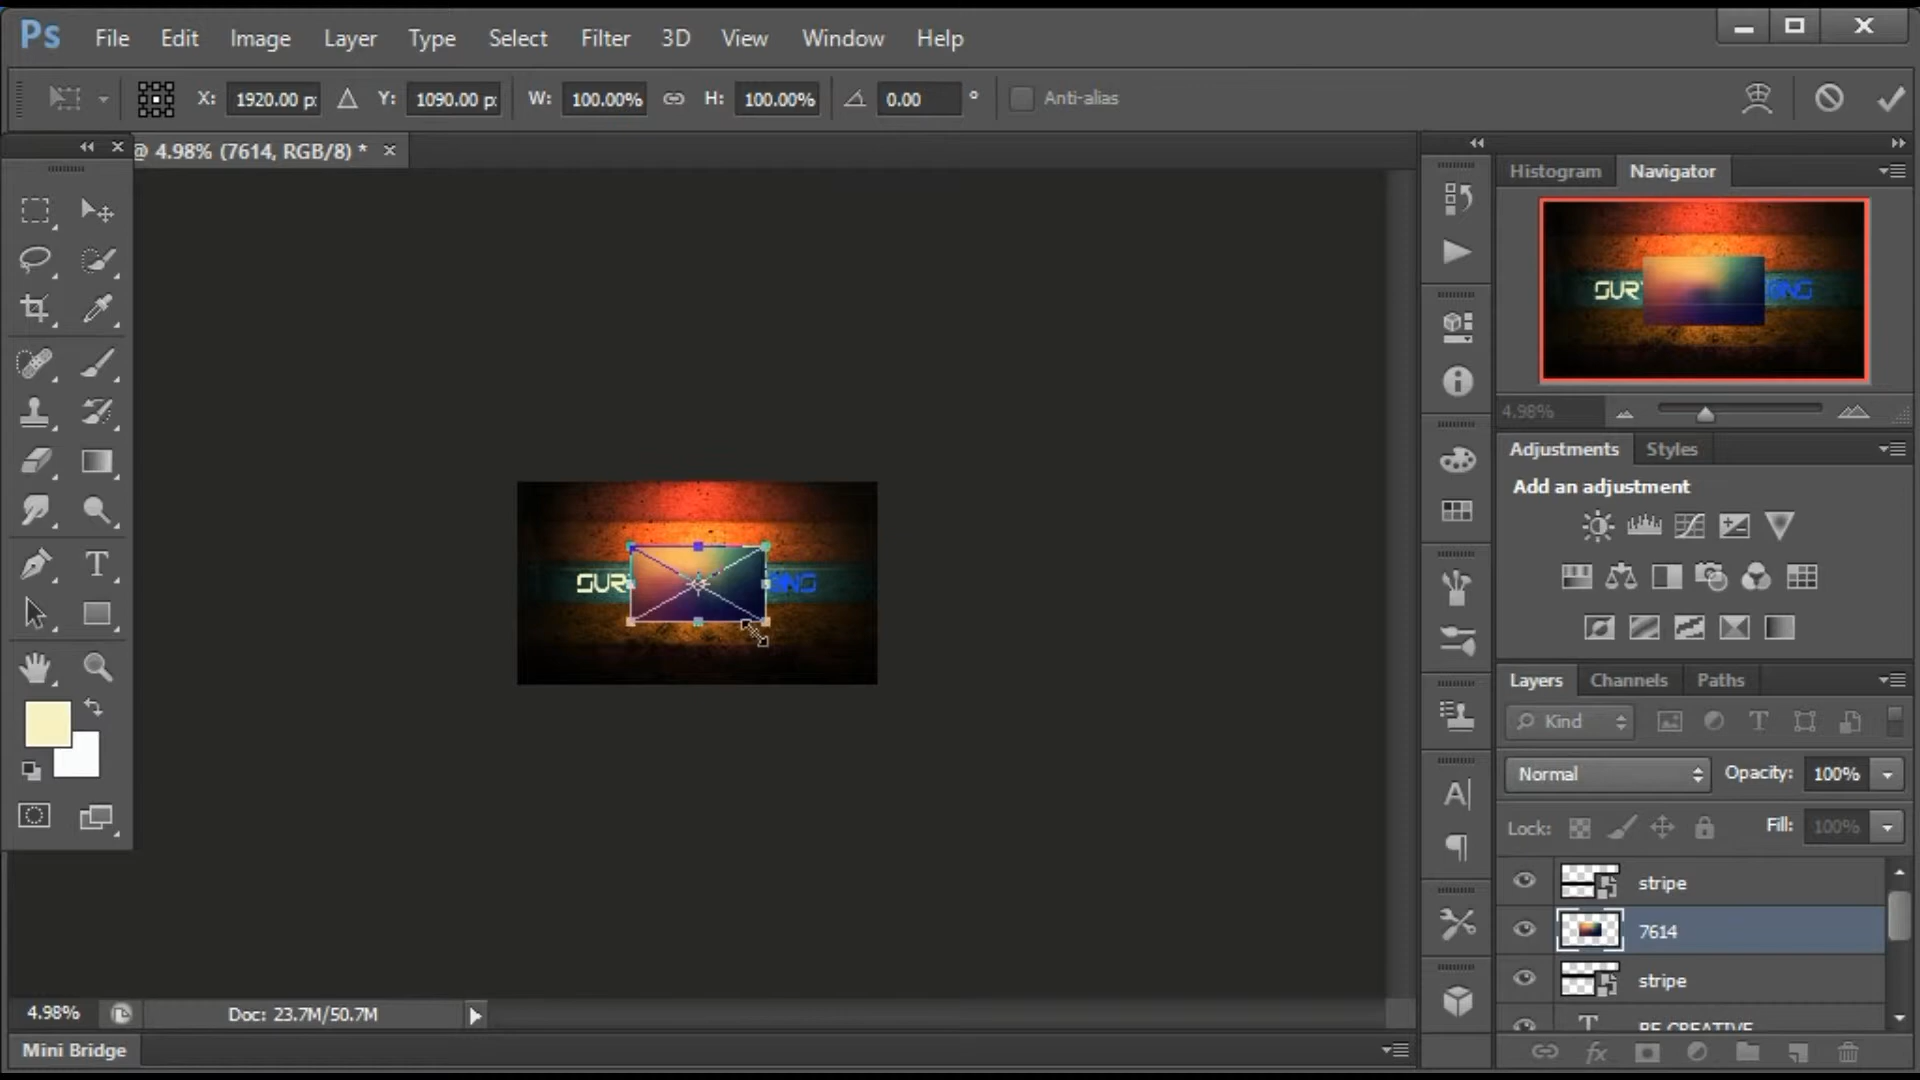 Ps File Edit Image Layer Type Select Filter 3D View Window Help
X: 1920.00 px Y: 1090.00 px W: 100.00% H: 100.00% 0.00 ° Anti-alias
@ 4.98% (7614, RGB/8) * ×
Histogram Navigator
SUR
4.98%
Adjustments Styles
Add an adjustment
Layers Channels Paths
Kind
Normal Opacity: 100%
Lock: Fill: 100%
stripe
7614
stripe
BE CREATIVE
4.98% Doc: 23.7M/50.7M
Mini Bridge